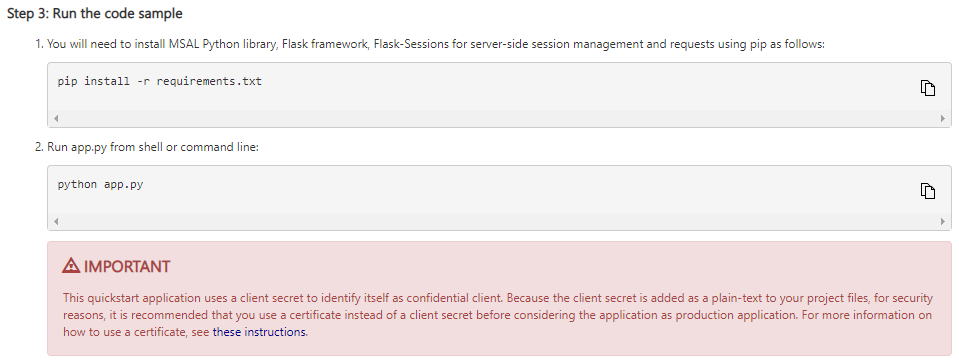 Step 3: Run the code sample
1. You will need to install MSAL Python library, Flask framework, Flask-Sessions for server-side session management and requests using pip as follows:
pip install -r requirements.txt
2. Run app.py from shell or command line:
python app.py
IMPORTANT
This quickstart application uses a client secret to identify itself as confidential client. Because the client secret is added as a plain-text to your project files, for security
reasons, it is recommended that you use a certificate instead of a client secret before considering the application as production application. For more information on
how to use a certificate, see these instructions.